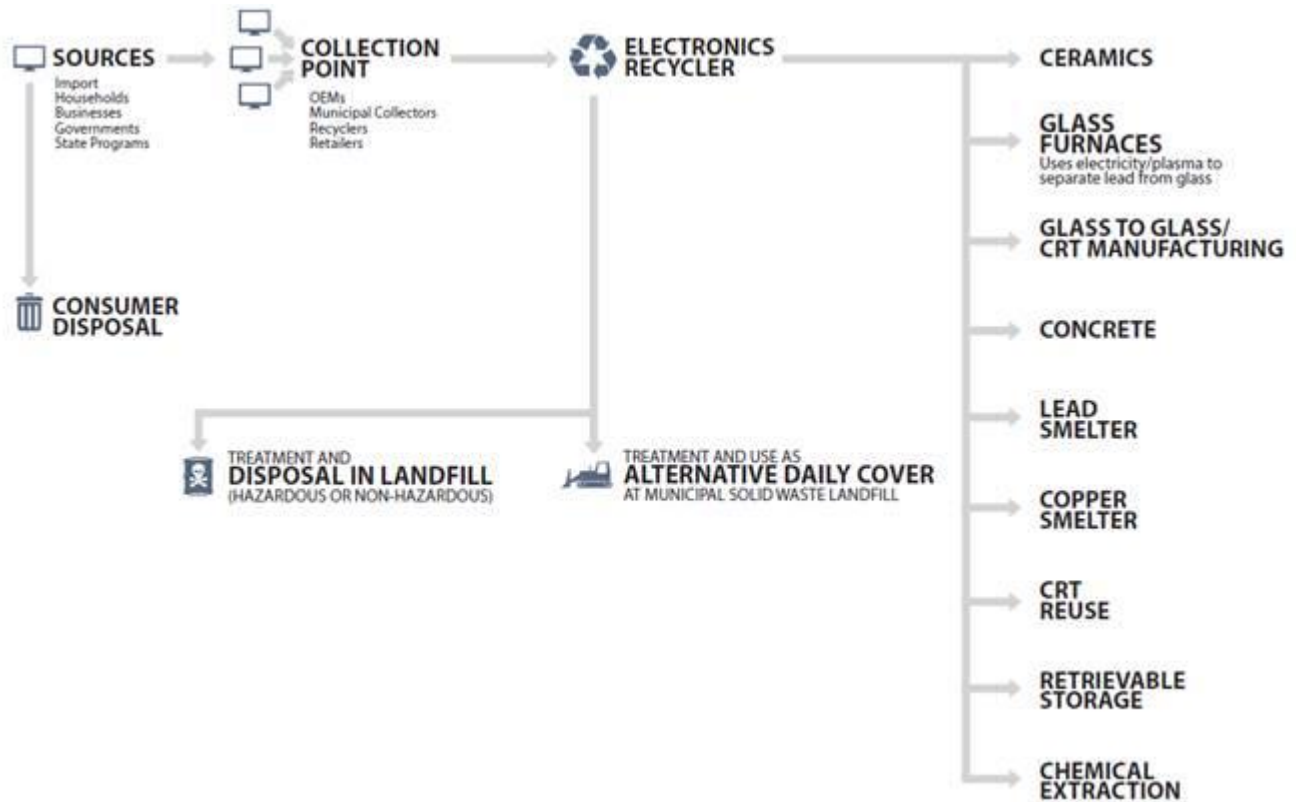 SOURCES
Import
Households
Businesses
Governments
State Programs
COLLECTION
POINT
OEMs
Municipal Collectors
Recyclers
Retailers
ELECTRONICS
RECYCLER
CERAMICS
GLASS
FURNACES
Uses electricity/plasma to
separate lead from glass
GLASS TO GLASS/
CRT MANUFACTURING
CONCRETE
LEAD
SMELTER
COPPER
SMELTER
CRT
REUSE
RETRIEVABLE
STORAGE
CHEMICAL
EXTRACTION
CONSUMER
DISPOSAL
TREATMENT AND
DISPOSAL IN LANDFILL
(HAZARDOUS OR NON-HAZARDOUS)
TREATMENT AND USE AS
ALTERNATIVE DAILY COVER
AT MUNICIPAL SOLID WASTE LANDFILL